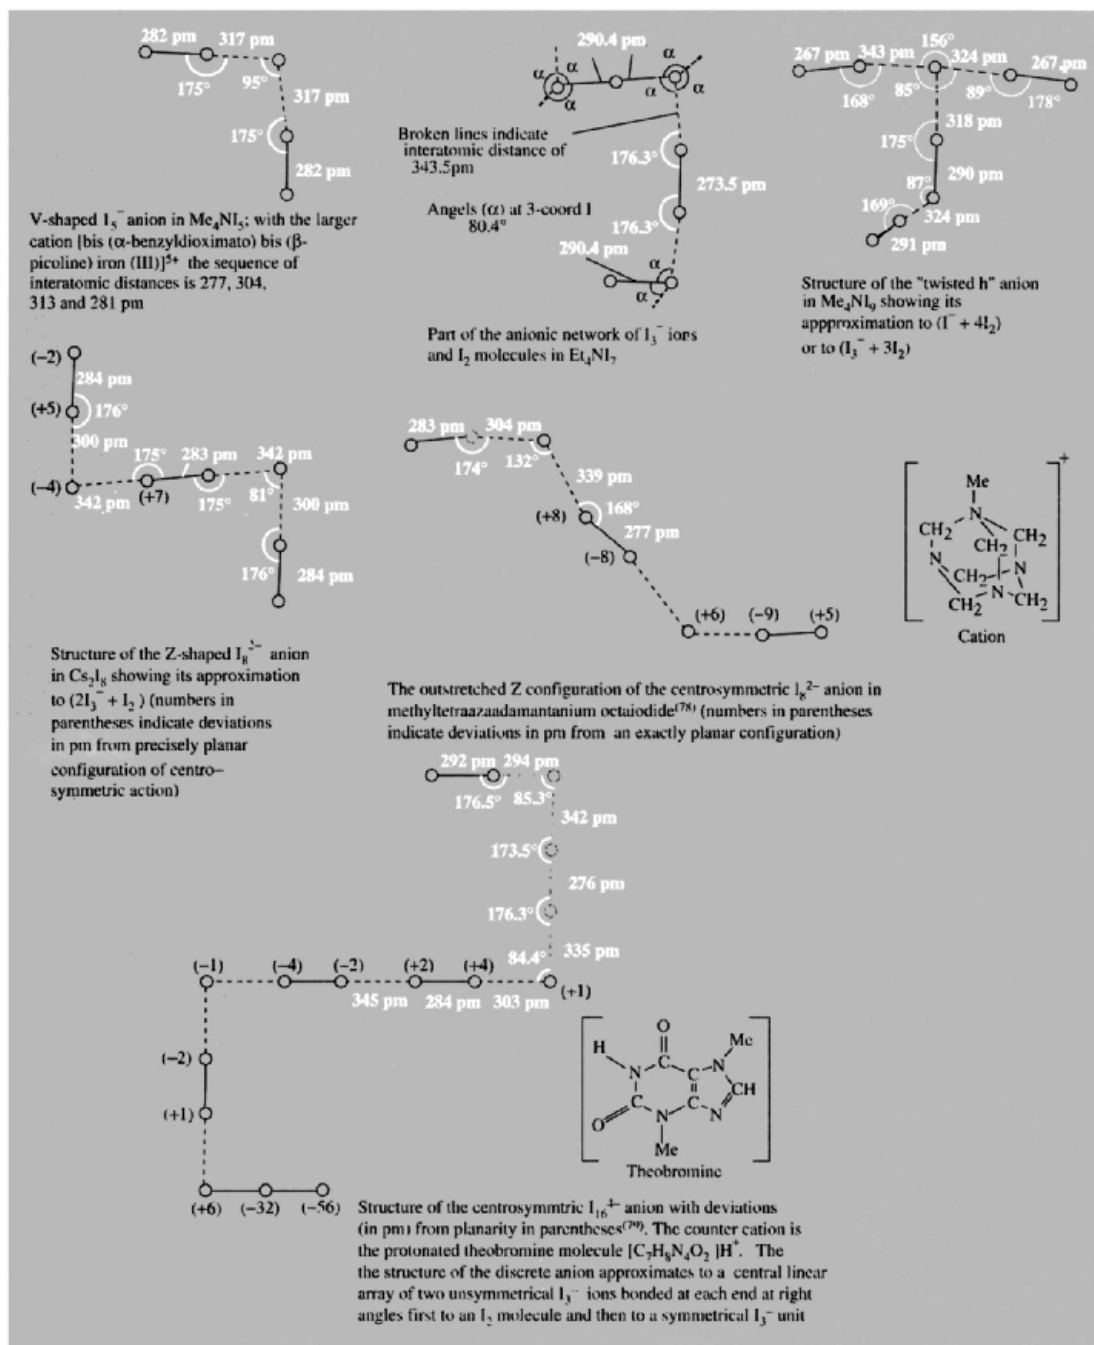 282 pm 317 pm
175° 95°
317 pm
175°
282 pm
V-shaped I₅⁻ anion in Me₄NI₅; with the larger
cation [bis (α-benzyldioximato) bis (β-
picoline) iron (III)]⁵⁺ the sequence of
interatomic distances is 277, 304,
313 and 281 pm
290.4 pm α
α α α
α α α
Broken lines indicate
interatomic distance of
343.5pm
176.3°
273.5 pm
Angels (α) at 3-coord I
80.4°
176.3°
290.4 pm
α
α
Part of the anionic network of I₃⁻ ions
and I₂ molecules in Et₄NI₇
267 pm 343 pm 156° 324 pm 267 pm
168° 85° 89° 178°
318 pm
175°
290 pm
87°
169° 324 pm
291 pm
Structure of the "twisted h" anion
in Me₄NI₉ showing its
appproximation to (I⁻ + 4I₂)
or to (I₃⁻ + 3I₂)
(−2)
284 pm
(+5) 176°
300 pm
175° 283 pm 342 pm
(−4) 342 pm (+7) 175° 81° 300 pm
176° 284 pm
Structure of the Z-shaped I₈²⁻ anion
in Cs₂I₈ showing its approximation
to (2I₃⁻ + I₂ ) (numbers in
parentheses indicate deviations
in pm from precisely planar
configuration of centro–
symmetric action)
283 pm 304 pm
174° 132°
339 pm
(+8) 168°
277 pm
(−8)
(+6) (−9) (+5)
The outstretched Z configuration of the centrosymmetric I₈²⁻ anion in
methyltetraazaadamantanium octaiodide⁽⁷⁸⁾ (numbers in parentheses
indicate deviations in pm from an exactly planar configuration)
+
Me
N
CH₂ CH₂ CH₂
N CH₂ N
N
CH₂ CH₂
Cation
292 pm 294 pm
176.5° 85.3°
342 pm
173.5°
276 pm
176.3°
84.4° 335 pm
(−1) (−4) (−2) (+2) (+4)
345 pm 284 pm 303 pm (+1)
(−2)
(+1)
(+6) (−32) (−56)
O Me
H C N
N C CH
C C N
O N
Me
Theobromine
Structure of the centrosymmtric I₁₆⁴⁻ anion with deviations
(in pm) from planarity in parentheses⁽⁷⁹⁾. The counter cation is
the protonated theobromine molecule [C₇H₈N₄O₂ ]H⁺. The
the structure of the discrete anion approximates to a central linear
array of two unsymmetrical I₃⁻ ions bonded at each end at right
angles first to an I₂ molecule and then to a symmetrical I₃⁻ unit